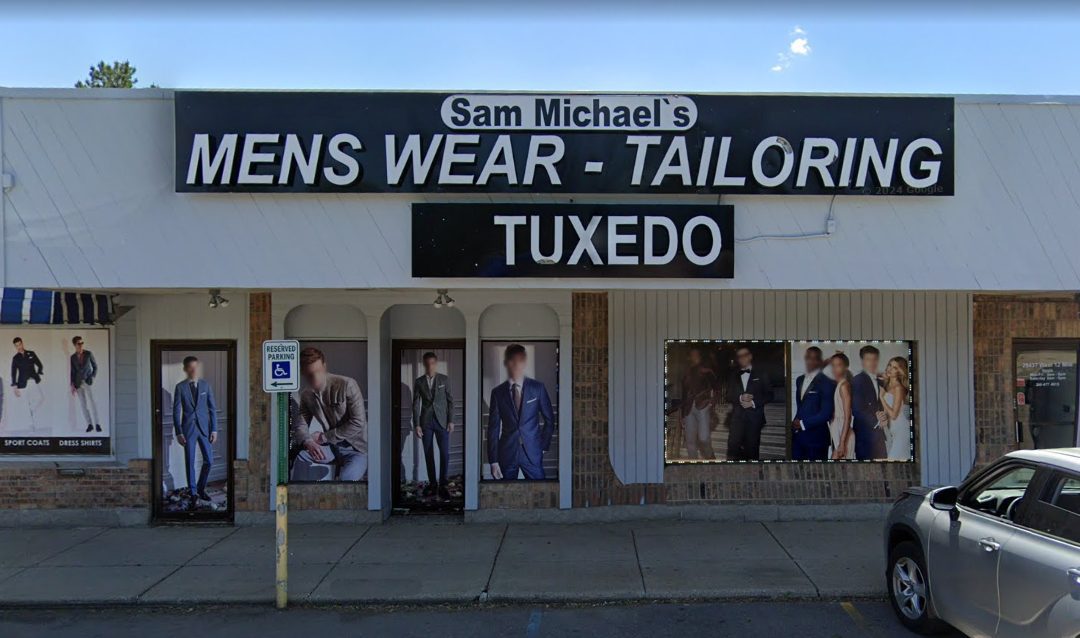 Sam Michael`s
MENS WEAR - TAILORING
© 2024 Google
TUXEDO
RESERVED
PARKING
SPORT COATS DRESS SHIRTS